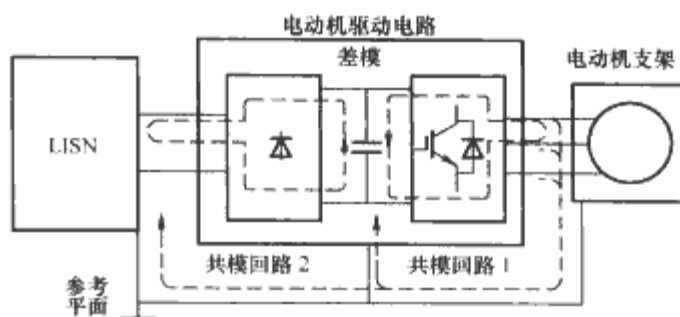 电动机驱动电路
差模
电动机支架
LISN
共模回路 2
共模回路 1
参考
平面